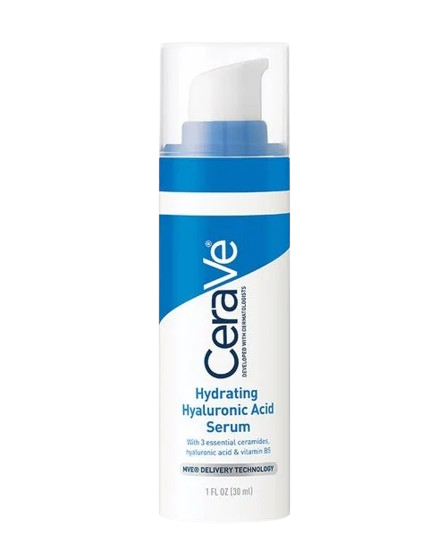 CeraVe®
DEVELOPED WITH DERMATOLOGISTS
Hydrating
Hyaluronic Acid
Serum
With 3 essential ceramides,
hyaluronic acid & vitamin B5
MVE® DELIVERY TECHNOLOGY
1 FL OZ (30 ml)